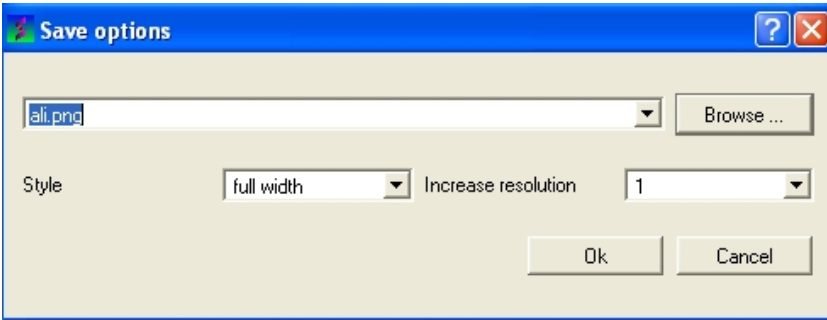 Save options
ali.png Browse ...
Style full width Increase resolution 1
Ok Cancel